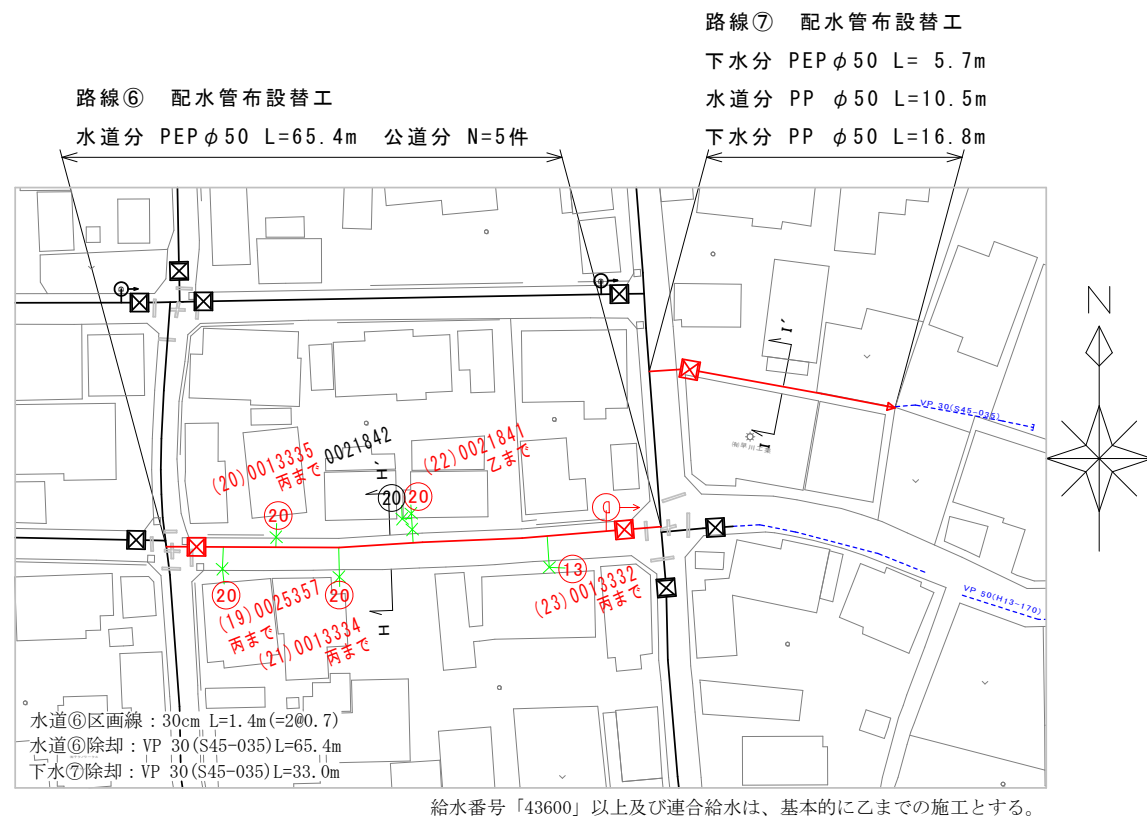 路線⑦　配水管布設替工
下水分 PEPφ50 L= 5.7m
水道分 PP φ50 L=10.5m
下水分 PP φ50 L=16.8m
路線⑥　配水管布設替工
水道分 PEPφ50 L=65.4m　公道分 N=5件
N
I'
I
VP 30(S45-035)
(20)0013335
丙まで
0021842
H'
(22)0021841
乙まで
20
20
20
20
20
13
(19)0025357
丙まで
(21)0013334
丙まで
H
(23)0013332
丙まで
VP 50(H13-170)
水道⑥区画線：30cm L=1.4m(=2@0.7)
水道⑥除却：VP 30(S45-035)L=65.4m
下水⑦除却：VP 30(S45-035)L=33.0m
給水番号「43600」以上及び連合給水は、基本的に乙までの施工とする。